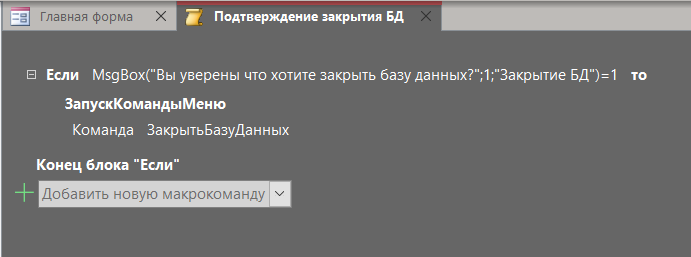 Главная форма
Подтверждение закрытия БД
Если MsgBox("Вы уверены что хотите закрыть базу данных?";1;"Закрытие БД")=1 то
ЗапускКомандыМеню
Команда ЗакрытьБазуДанных
Конец блока "Если"
Добавить новую макрокоманду